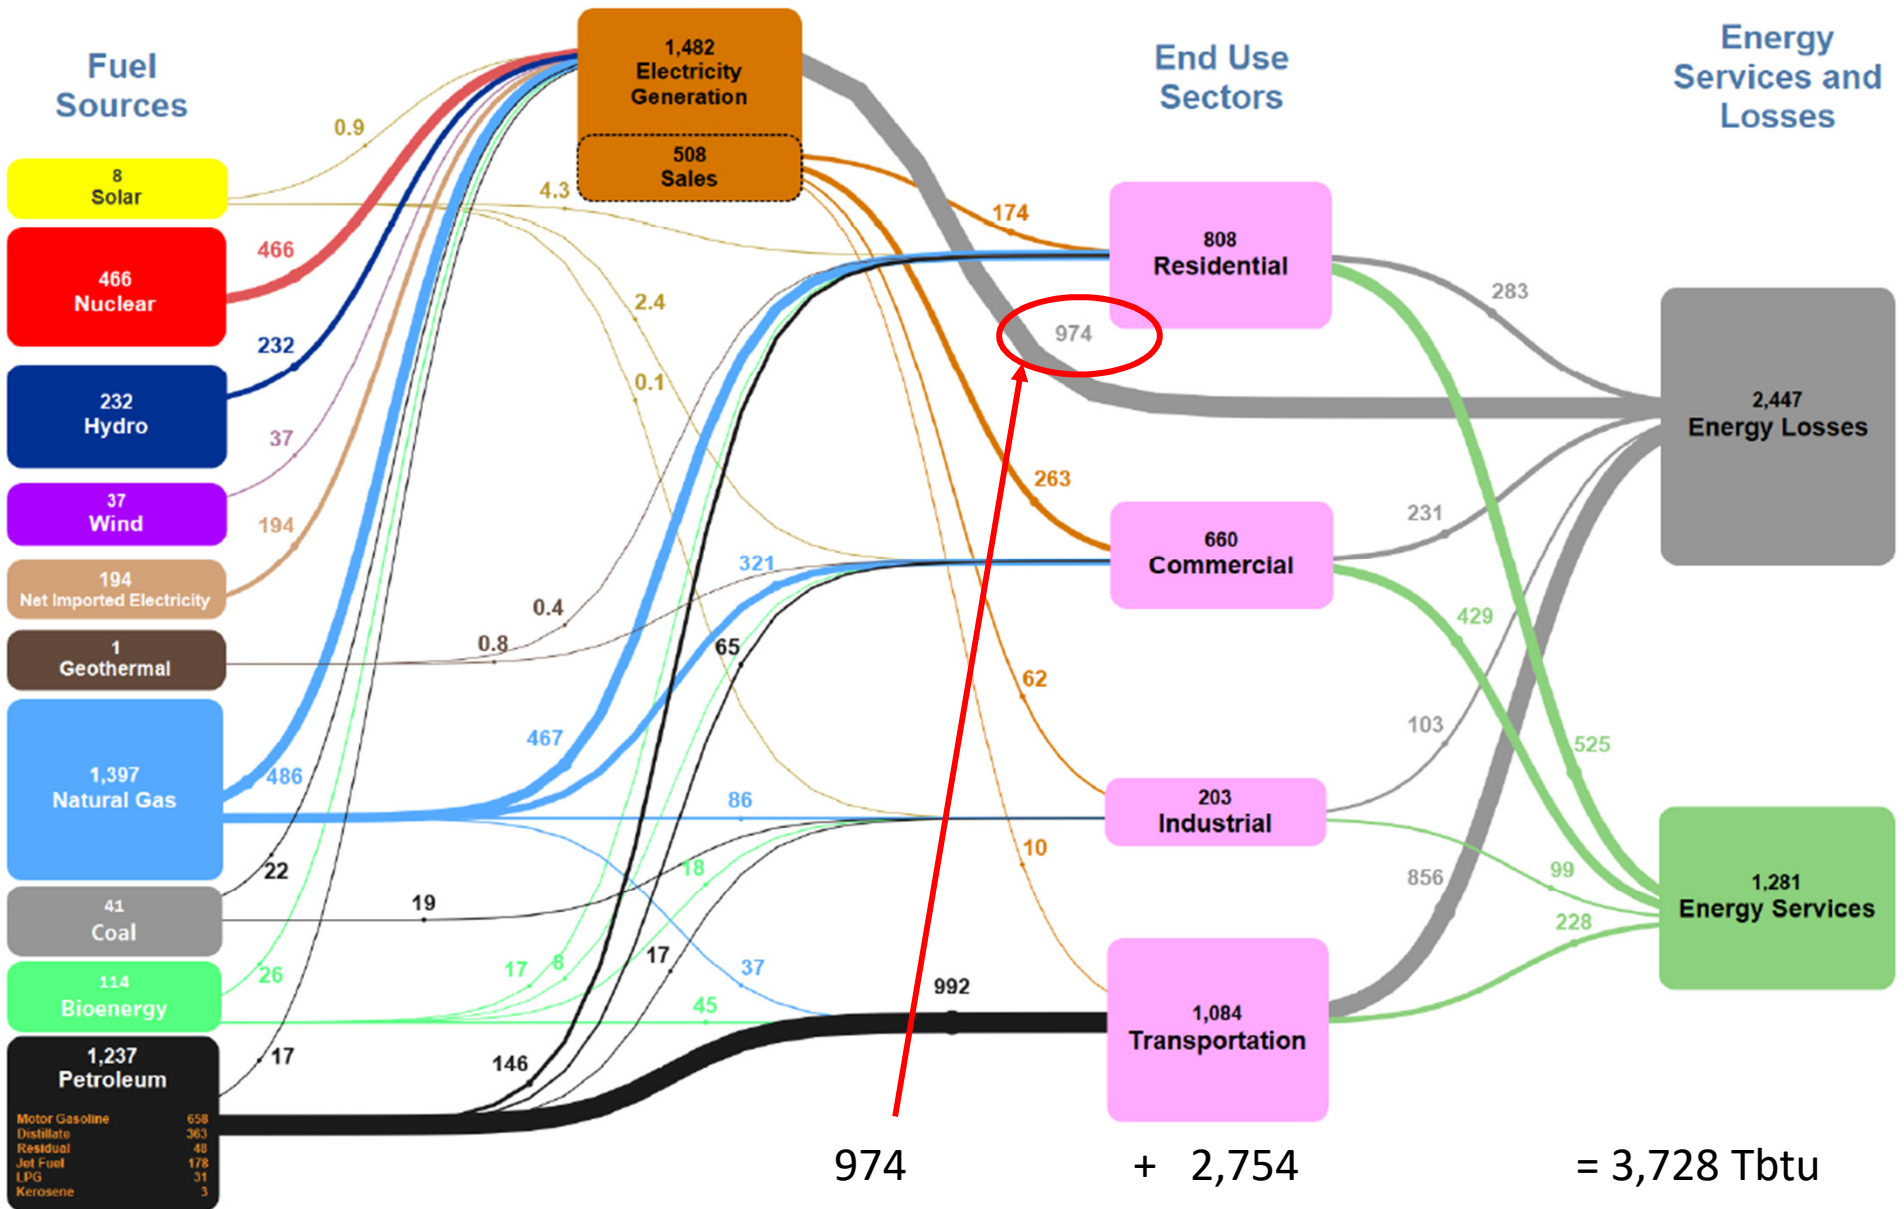 Fuel
Sources
End Use
Sectors
Energy
Services and
Losses
1,482
Electricity
Generation
508
Sales
8
Solar
466
Nuclear
232
Hydro
37
Wind
194
Net Imported Electricity
1
Geothermal
1,397
Natural Gas
41
Coal
114
Bioenergy
1,237
Petroleum
Motor Gasoline 658
Distillate 363
Residual 48
Jet Fuel 178
LPG 31
Kerosene 3
0.9
4.3
466
232
37
194
2.4
0.1
0.4
0.8
321
65
467
486
86
22
19
18
26
17
8
17
37
45
17
146
992
174
974
263
62
10
808
Residential
660
Commercial
203
Industrial
1,084
Transportation
283
231
429
103
525
856
99
228
2,447
Energy Losses
1,281
Energy Services
974 + 2,754 = 3,728 Tbtu